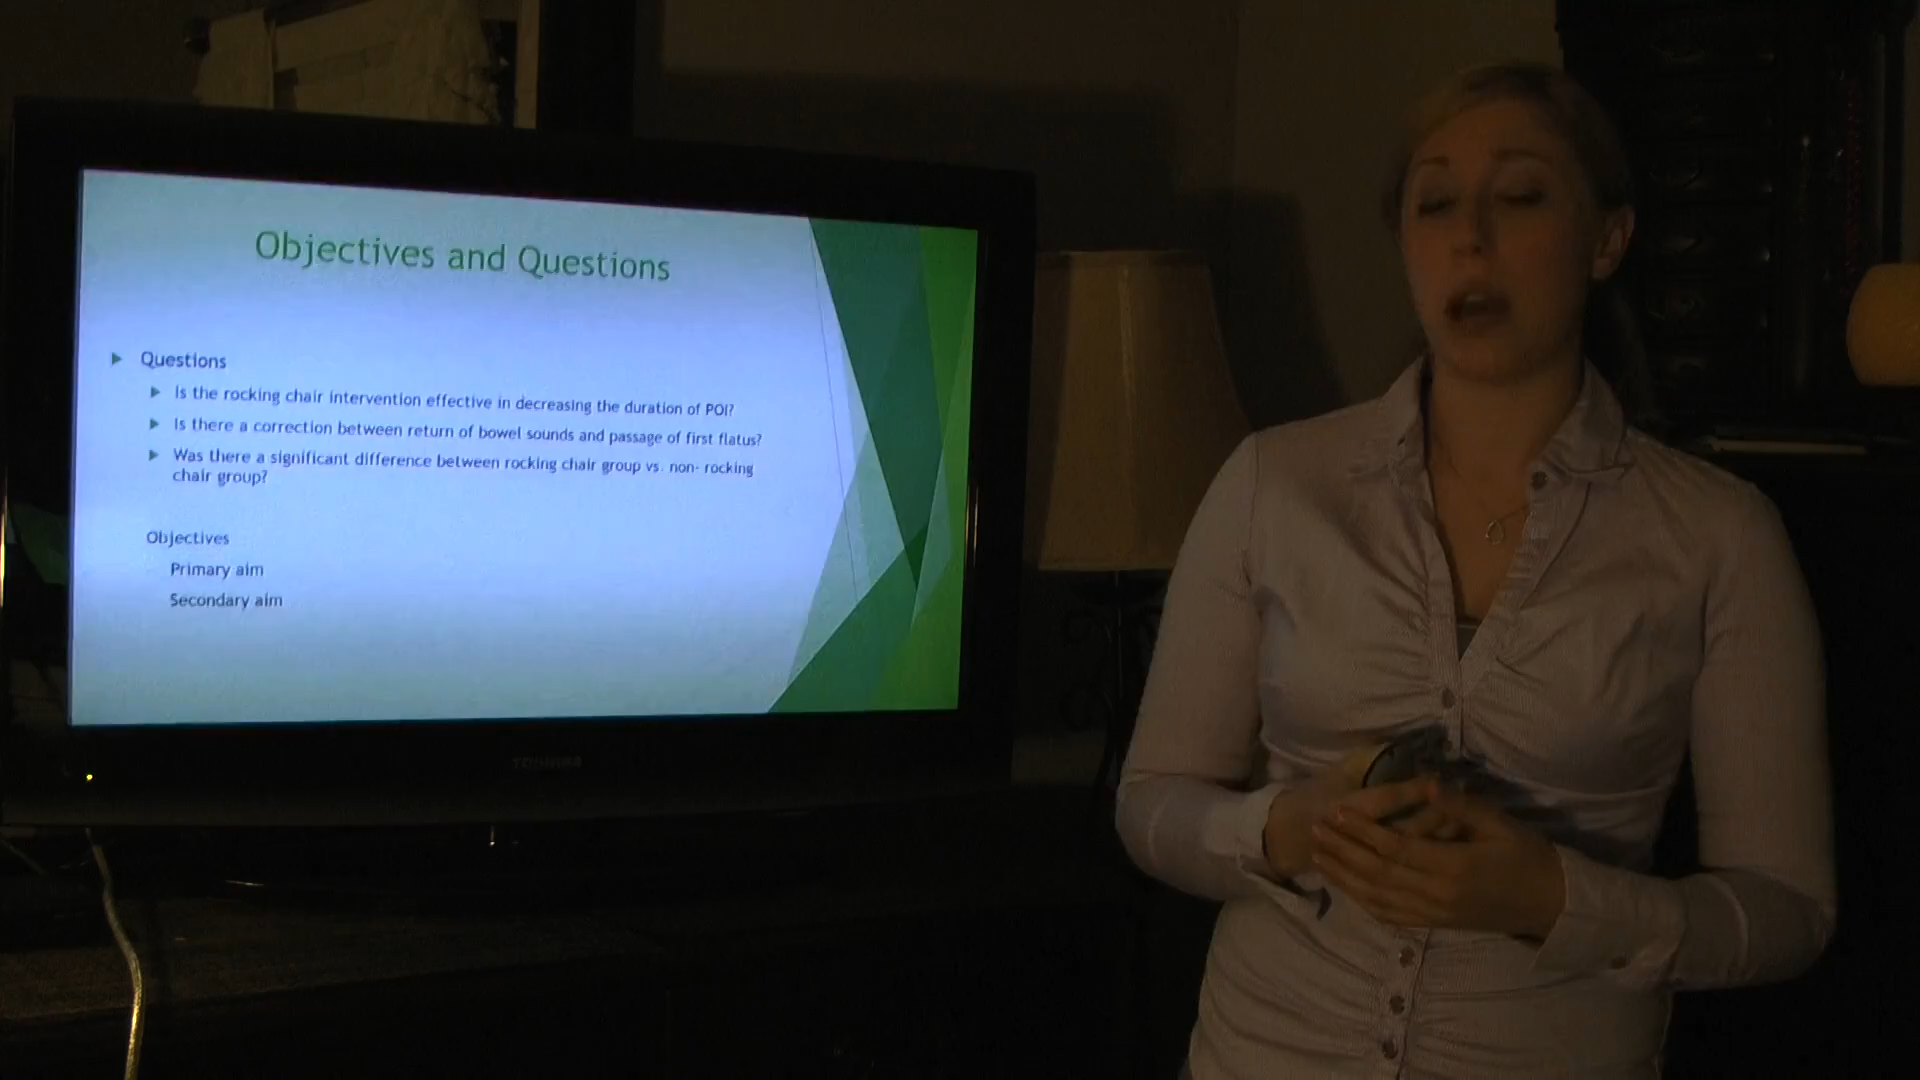 Objectives and Questions
Questions
Is the rocking chair intervention effective in decreasing the duration of POI?
Is there a correction between return of bowel sounds and passage of first flatus?
Was there a significant difference between rocking chair group vs. non- rocking
chair group?
Objectives
Primary aim
Secondary aim
TOSHIBA